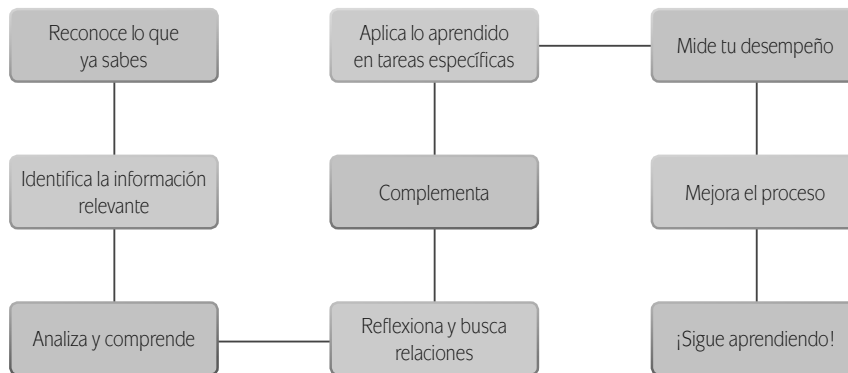 Reconoce lo que
ya sabes
Identifica la información
relevante
Analiza y comprende
Reflexiona y busca
relaciones
Complementa
Aplica lo aprendido
en tareas específicas
Mide tu desempeño
Mejora el proceso
¡Sigue aprendiendo!